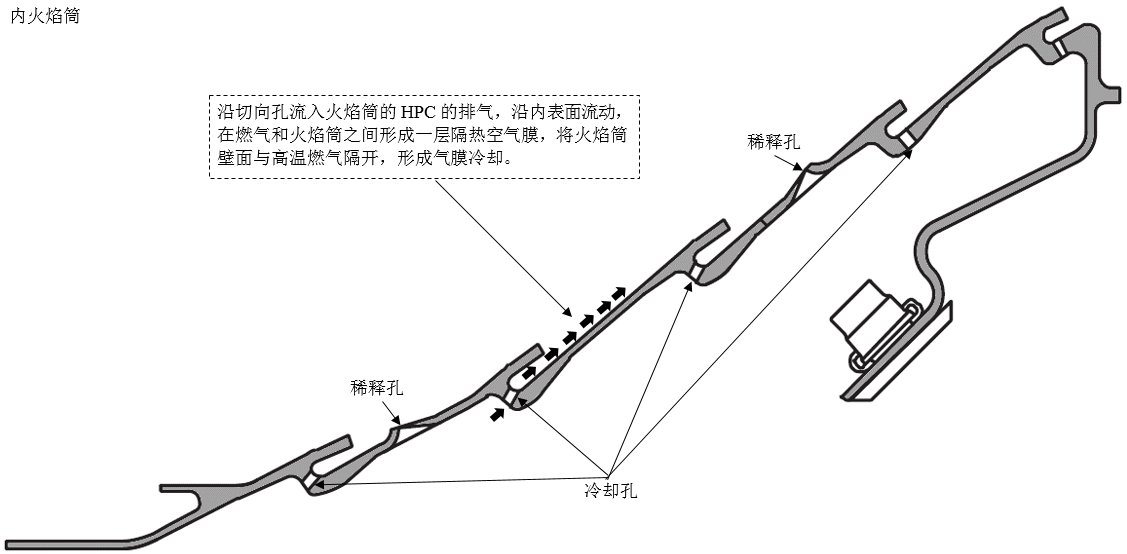 内火焰筒
沿切向孔流入火焰筒的 HPC 的排气，沿内表面流动，
在燃气和火焰筒之间形成一层隔热空气膜，将火焰筒
壁面与高温燃气隔开，形成气膜冷却。
稀释孔
稀释孔
冷却孔